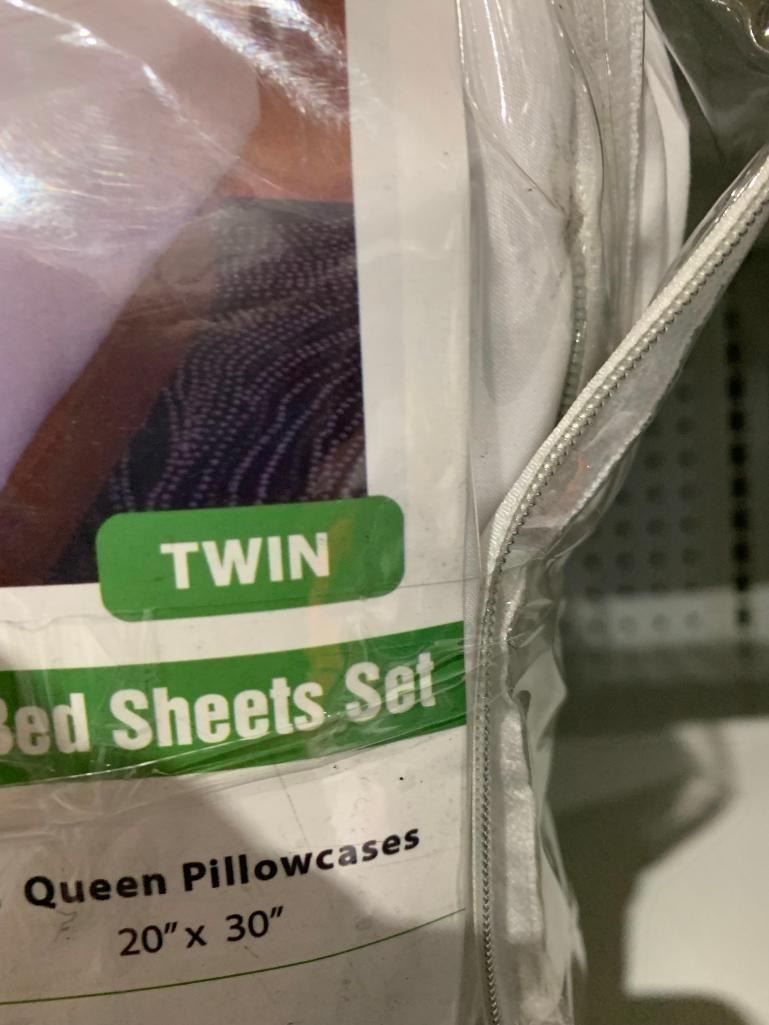 TWIN
Bed Sheets Set
Queen Pillowcases
20" x 30"